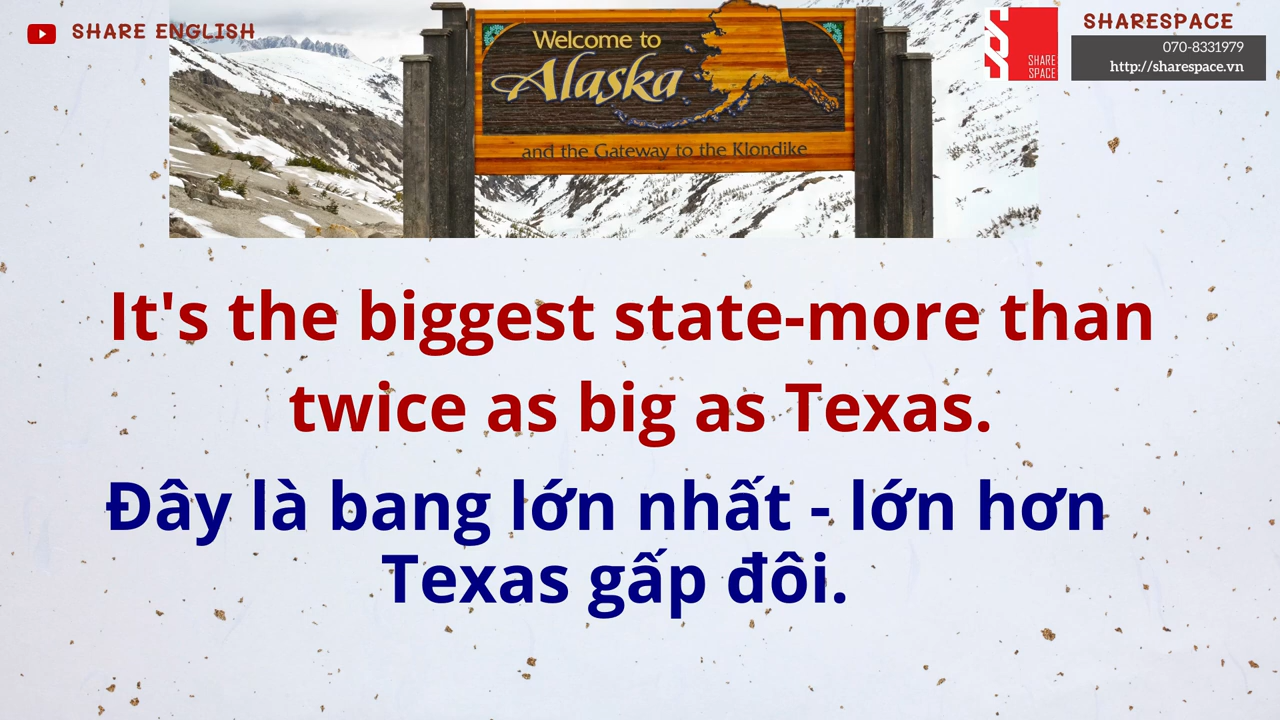 SHARE ENGLISH
Welcome to
Alaska
and the Gateway to the Klondike
SHARE
SPACE
SHARESPACE
070-8331979
http://sharespace.vn
It's the biggest state-more than
twice as big as Texas.
Đây là bang lớn nhất - lớn hơn
Texas gấp đôi.